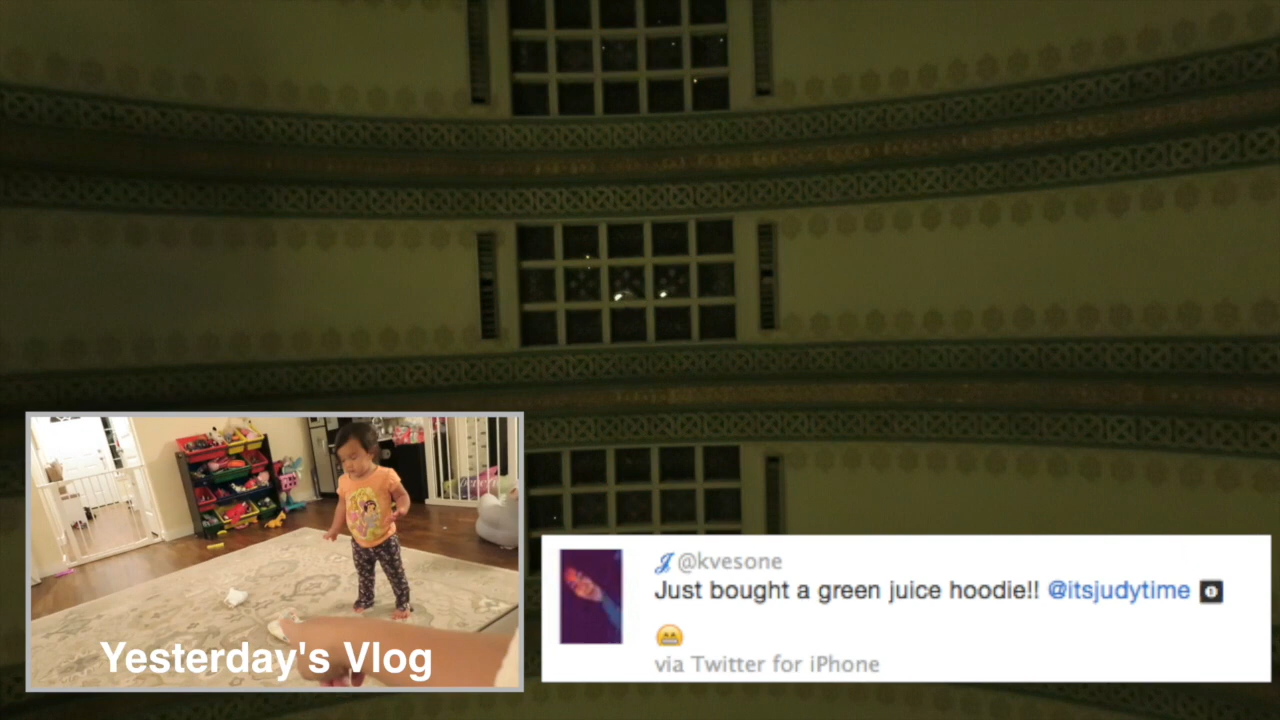 Yesterday's Vlog
J @kvesone
Just bought a green juice hoodie!! @itsjudytime
via Twitter for iPhone